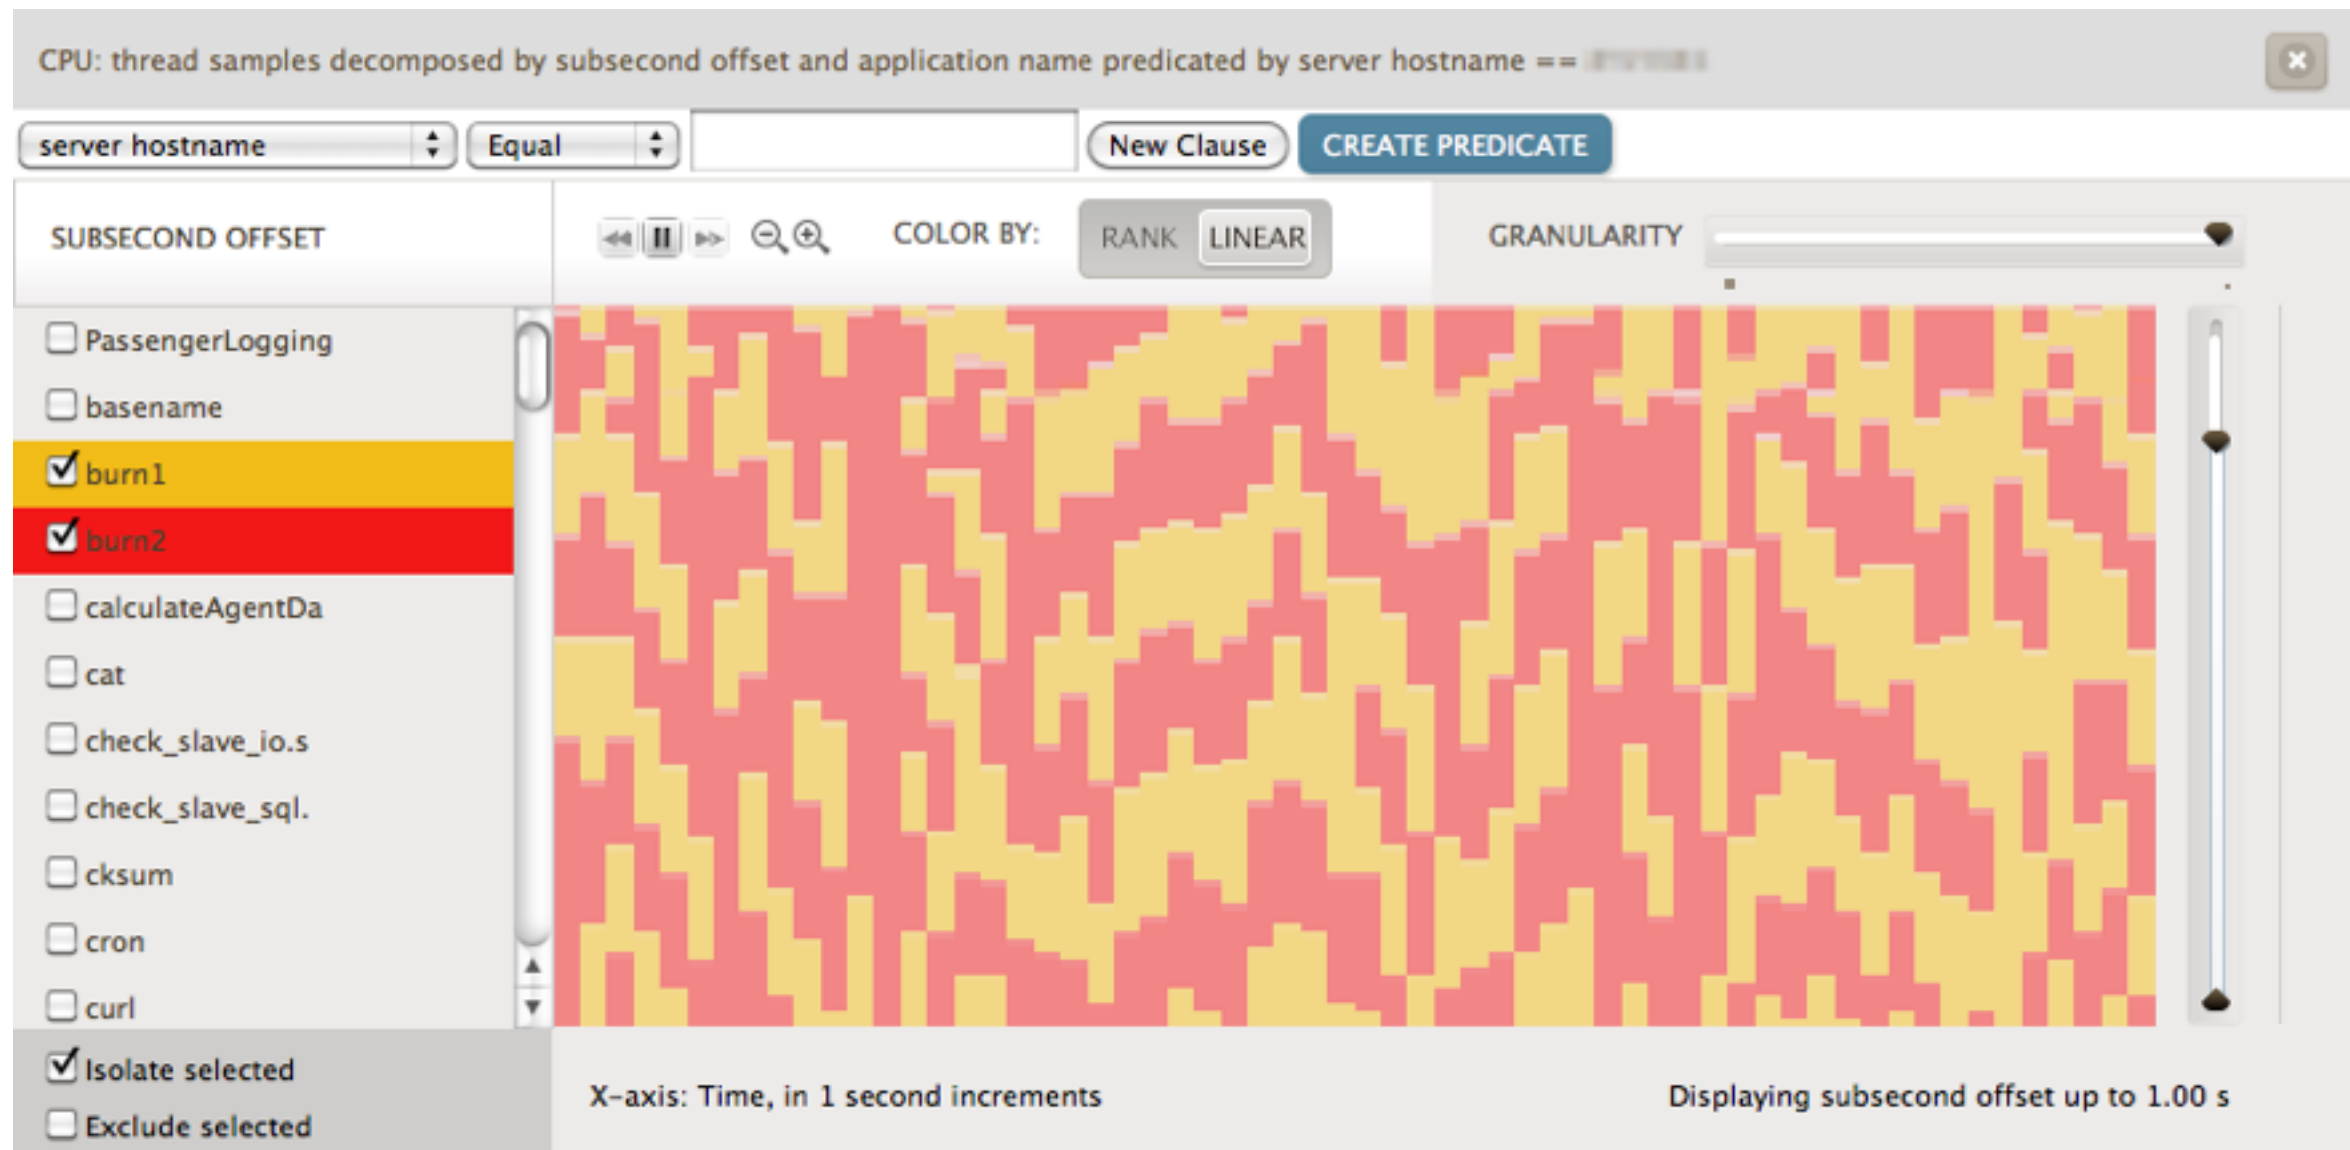 CPU: thread samples decomposed by subsecond offset and application name predicated by server hostname ==
server hostname Equal New Clause CREATE PREDICATE
SUBSECOND OFFSET COLOR BY: RANK LINEAR GRANULARITY
PassengerLogging
basename
burn1
burn2
calculateAgentDa
cat
check_slave_io.s
check_slave_sql.
cksum
cron
curl
Isolate selected
Exclude selected
X-axis: Time, in 1 second increments
Displaying subsecond offset up to 1.00 s